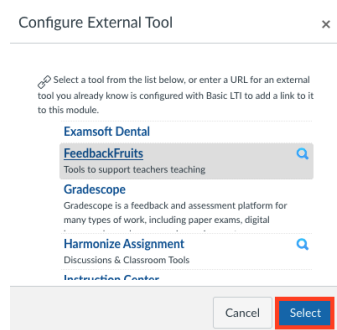 Configure External Tool ×
Select a tool from the list below, or enter a URL for an external
tool you already know is configured with Basic LTI to add a link to it
to this module.
Examsoft Dental
FeedbackFruits
Tools to support teachers teaching
Gradescope
Gradescope is a feedback and assessment platform for
many types of work, including paper exams, digital
Harmonize Assignment
Discussions & Classroom Tools
Instruction Center
Cancel Select